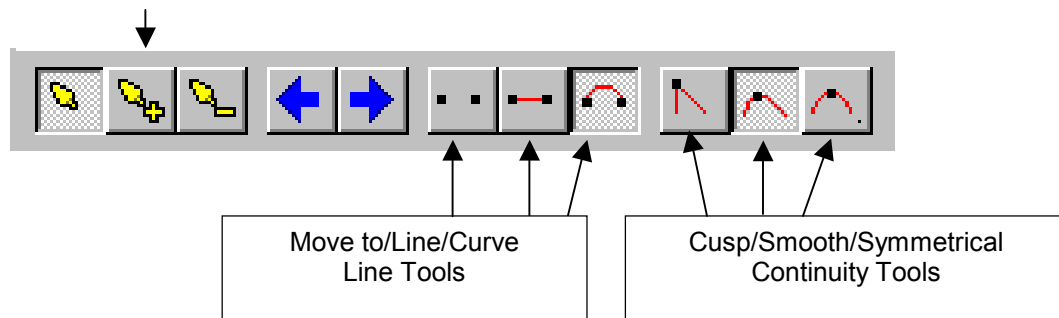 Move to/Line/Curve
Line Tools
Cusp/Smooth/Symmetrical
Continuity Tools